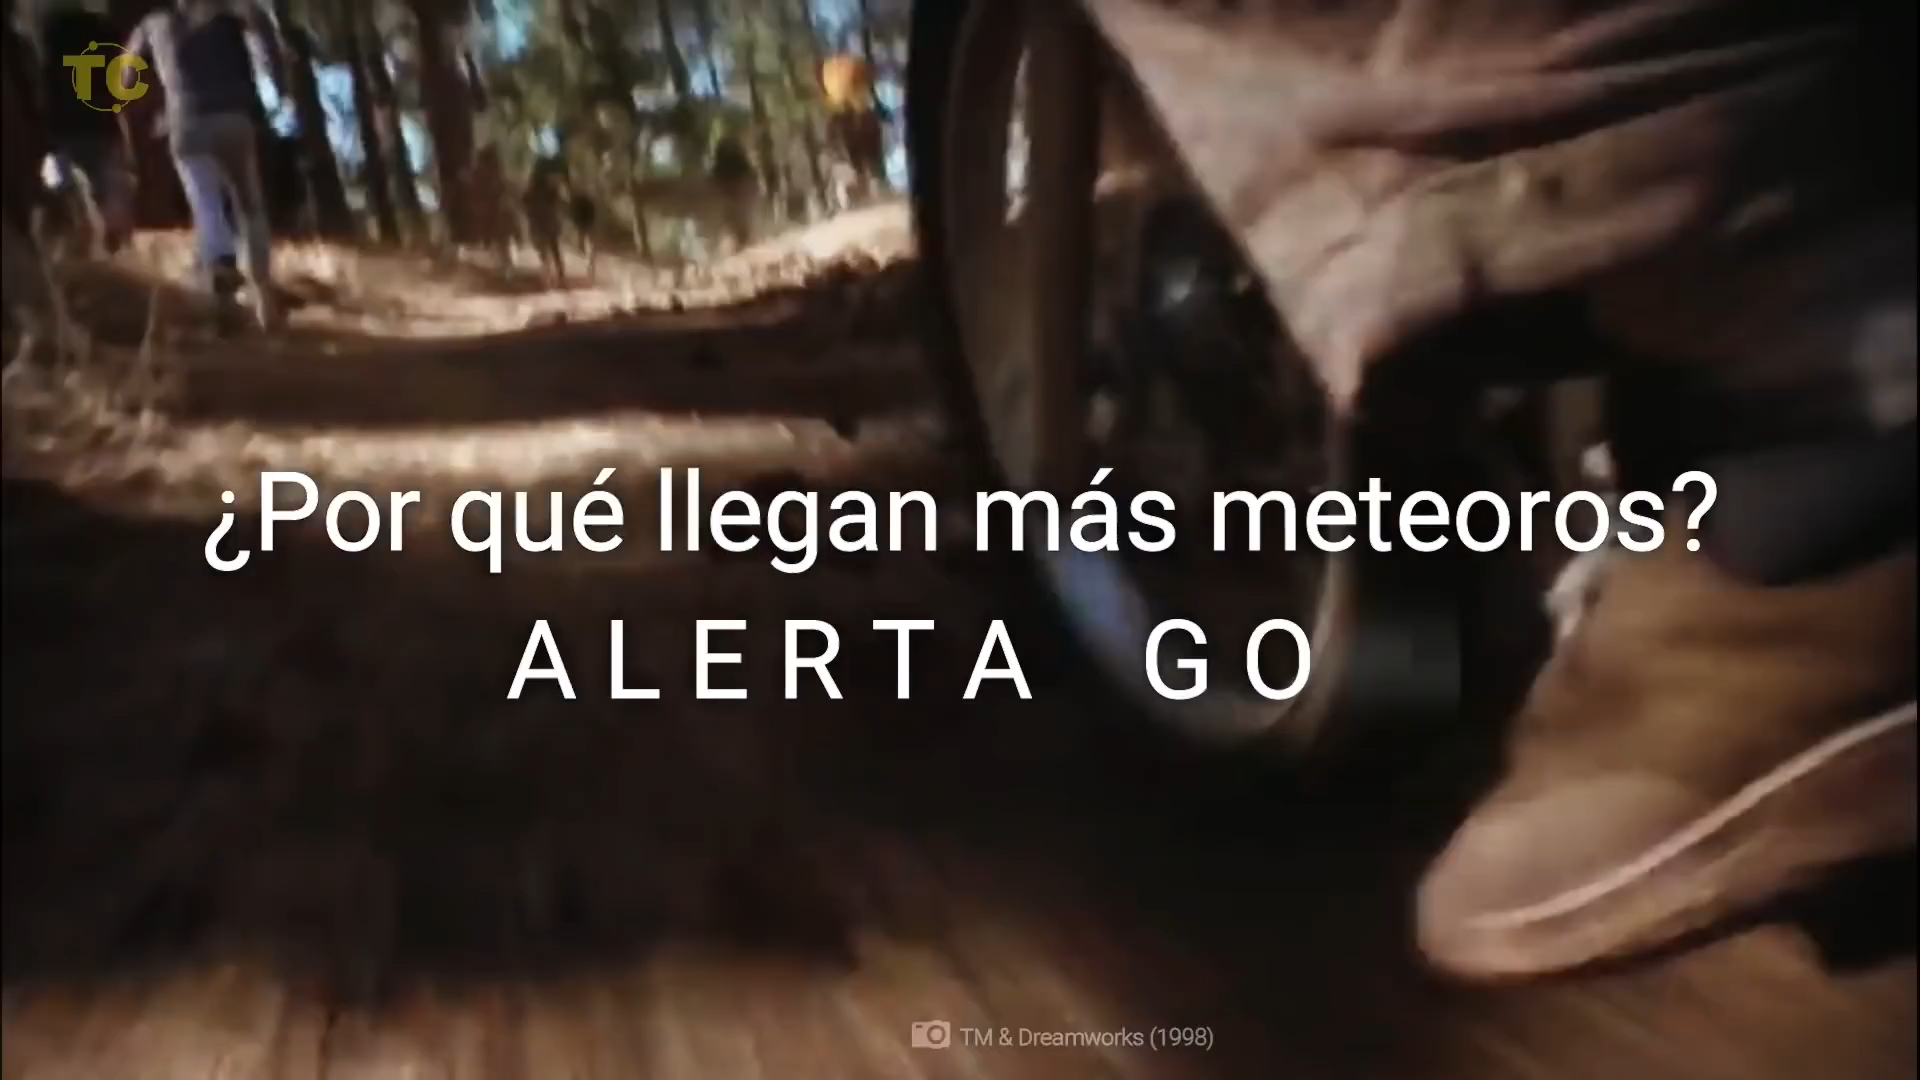 TC
¿Por qué llegan más meteoros?
ALERTA GO
TM & Dreamworks (1998)